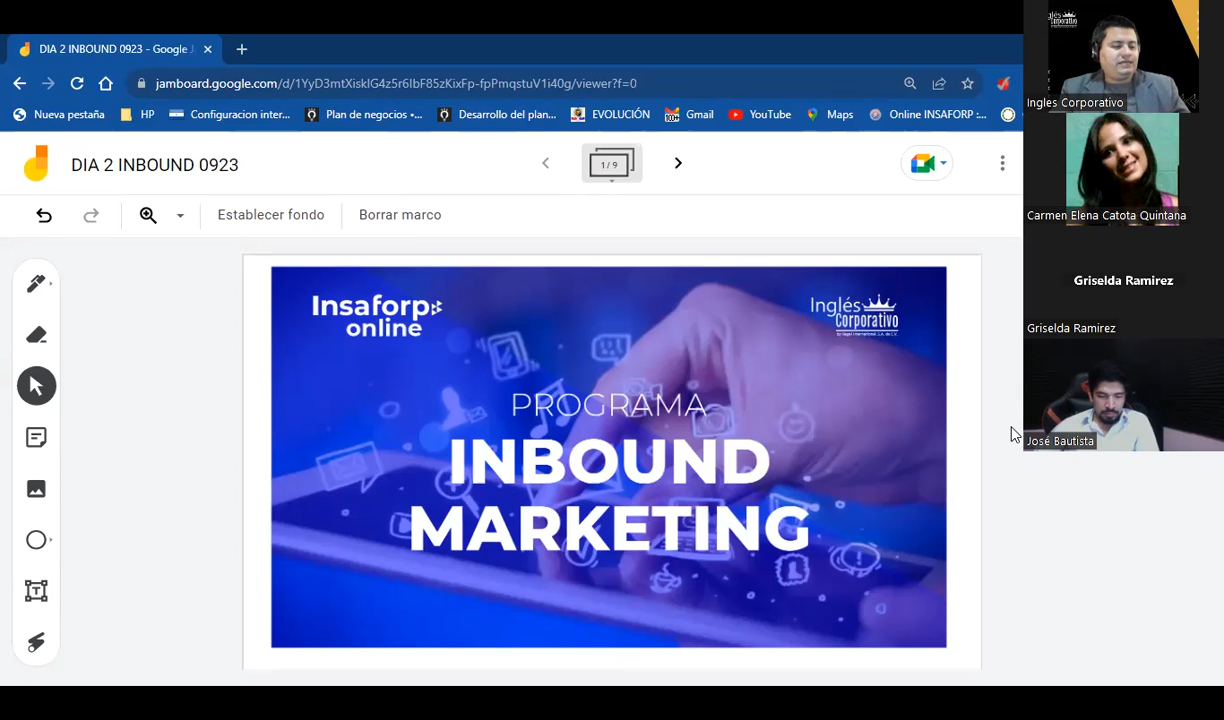 DIA 2 INBOUND 0923 - Google J
jamboard.google.com/d/1YyD3mtXisklG4z5r6IbF85zKixFp-fpPmqstuV1i40g/viewer?f=0
Nueva pestaña
HP
Configuracion inter...
Plan de negocios •...
Desarrollo del plan...
EVOLUCIÓN
Gmail
YouTube
Maps
Online INSAFORP :...
DIA 2 INBOUND 0923
1 / 9
Establecer fondo
Borrar marco
Insaforp
online
Inglés
Corporativo
PROGRAMA
INBOUND
MARKETING
Ingles Corporativo
Carmen Elena Catota Quintana
Griselda Ramirez
Griselda Ramirez
José Bautista